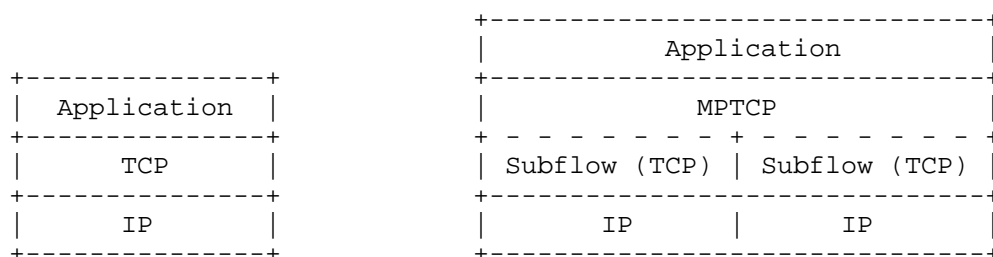 Application
Application MPTCP
TCP Subflow (TCP) Subflow (TCP)
IP IP IP